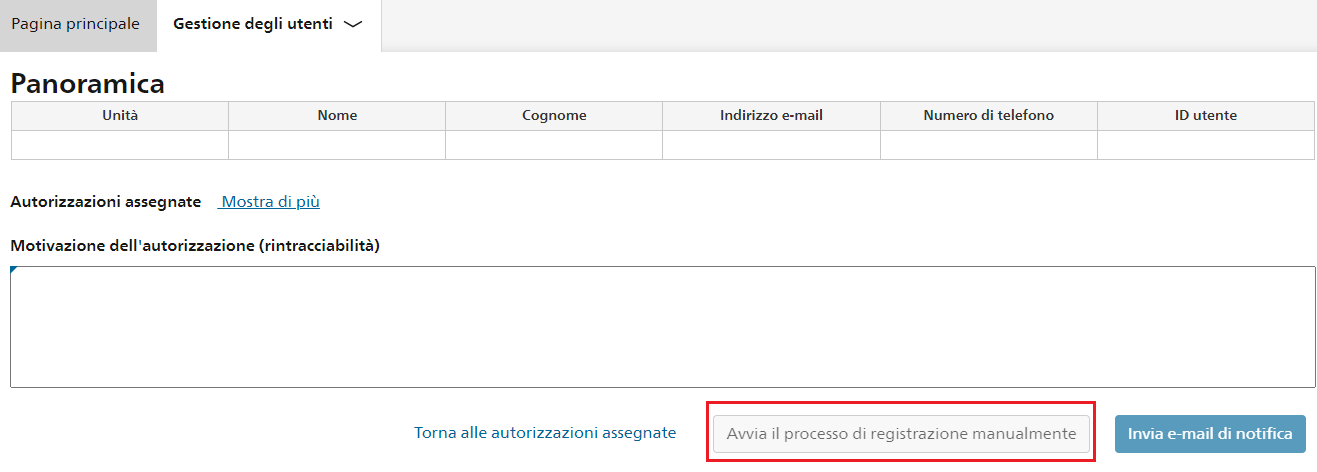 Pagina principale Gestione degli utenti
Panoramica
Unità Nome Cognome Indirizzo e-mail Numero di telefono ID utente
Autorizzazioni assegnate Mostra di più
Motivazione dell'autorizzazione (rintracciabilità)
Torna alle autorizzazioni assegnate Avvia il processo di registrazione manualmente Invia e-mail di notifica